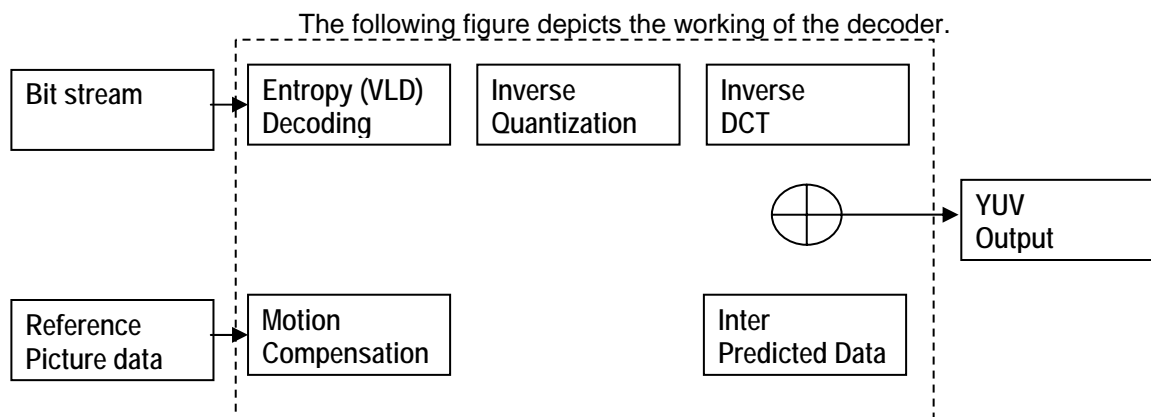 The following figure depicts the working of the decoder.
Bit stream
Entropy (VLD)
Decoding
Inverse
Quantization
Inverse
DCT
YUV
Output
Reference
Picture data
Motion
Compensation
Inter
Predicted Data